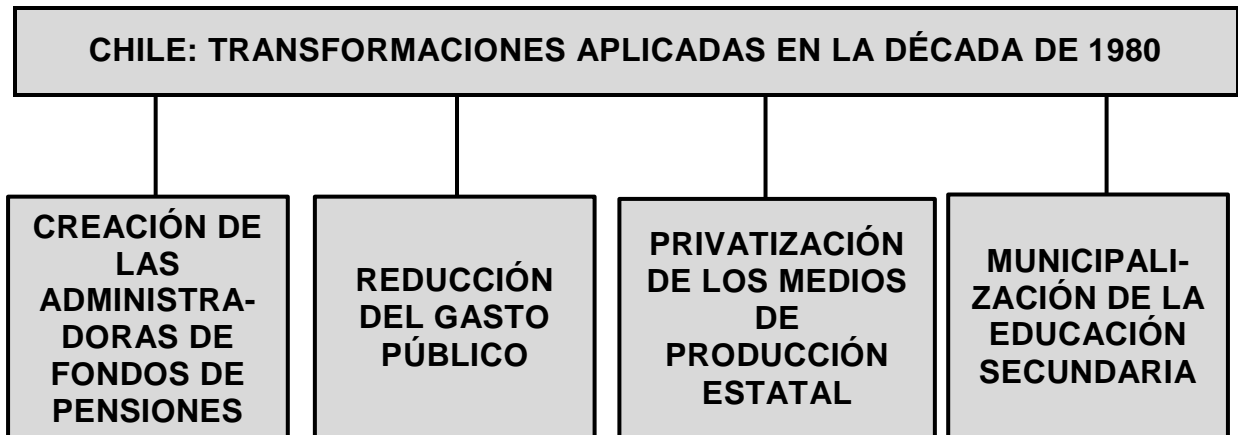 CHILE: TRANSFORMACIONES APLICADAS EN LA DÉCADA DE 1980
CREACIÓN DE
LAS
ADMINISTRA-
DORAS DE
FONDOS DE
PENSIONES
REDUCCIÓN
DEL GASTO
PÚBLICO
PRIVATIZACIÓN
DE LOS MEDIOS
DE
PRODUCCIÓN
ESTATAL
MUNICIPALI-
ZACIÓN DE LA
EDUCACIÓN
SECUNDARIA